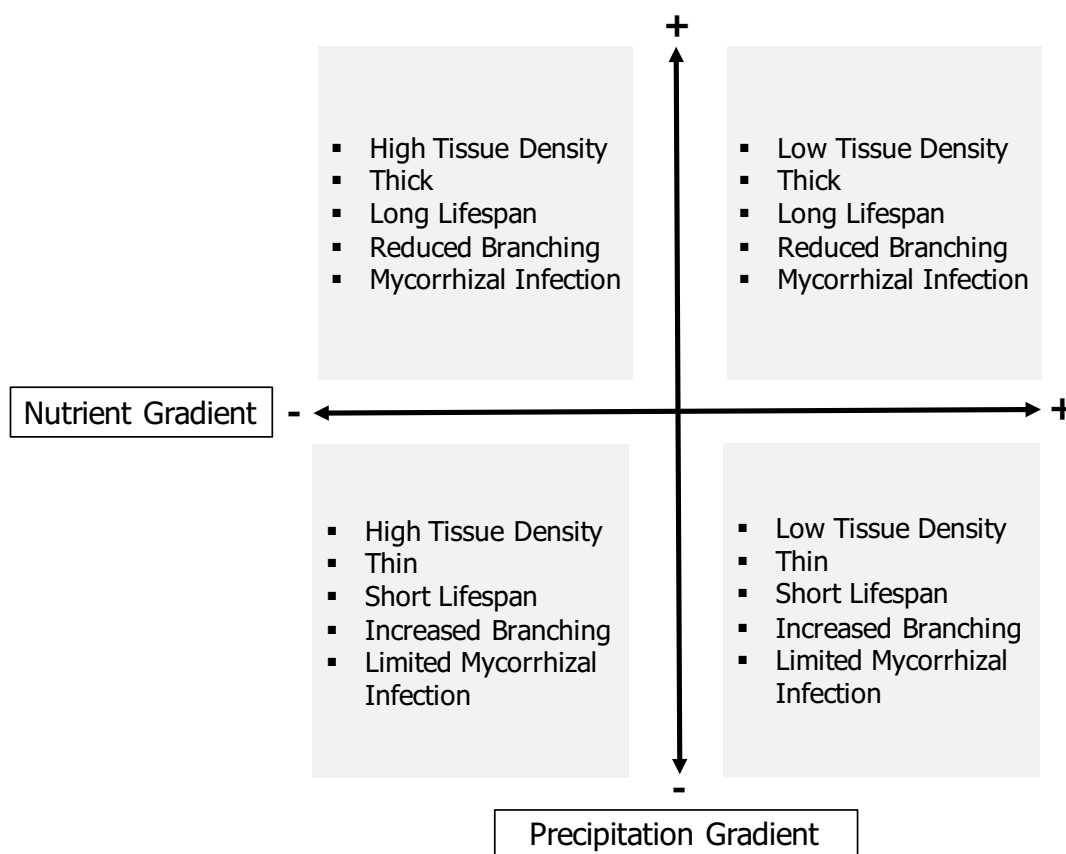 +
▪ High Tissue Density
▪ Thick
▪ Long Lifespan
▪ Reduced Branching
▪ Mycorrhizal Infection
▪ Low Tissue Density
▪ Thick
▪ Long Lifespan
▪ Reduced Branching
▪ Mycorrhizal Infection
Nutrient Gradient
-
+
▪ High Tissue Density
▪ Thin
▪ Short Lifespan
▪ Increased Branching
▪ Limited Mycorrhizal
Infection
▪ Low Tissue Density
▪ Thin
▪ Short Lifespan
▪ Increased Branching
▪ Limited Mycorrhizal
Infection
-
Precipitation Gradient